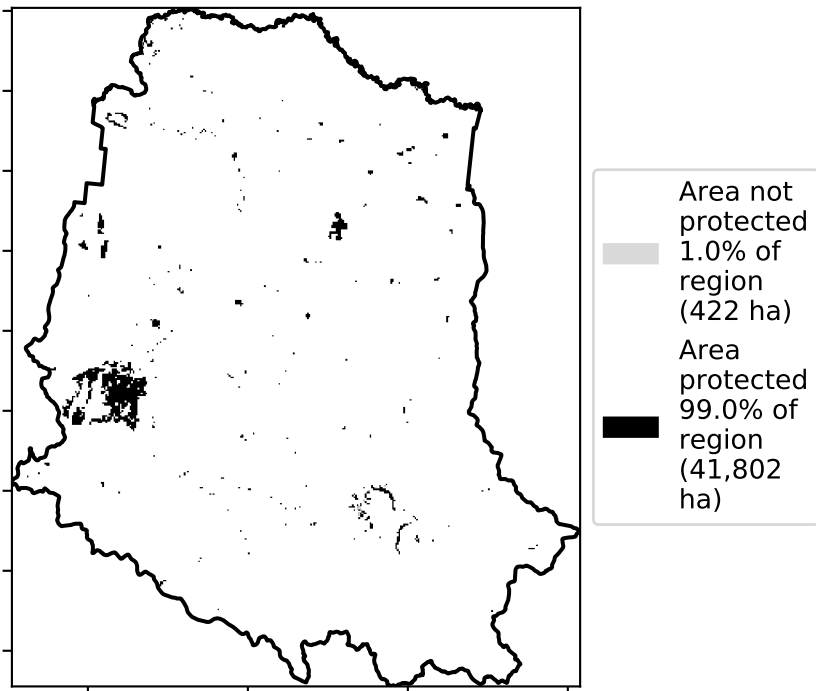 Area not
protected
1.0% of
region
(422 ha)
Area
protected
99.0% of
region
(41,802
ha)